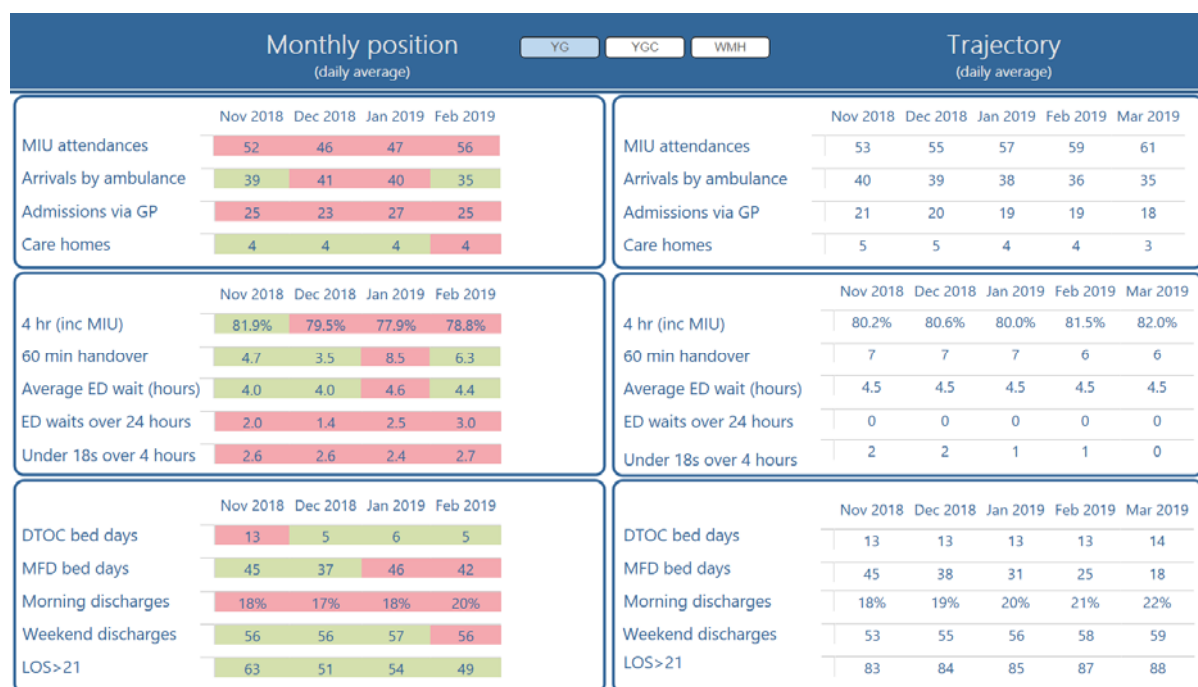 Monthly position
(daily average)
YG YGC WMH
Trajectory
(daily average)
Nov 2018 Dec 2018 Jan 2019 Feb 2019
MIU attendances 52 46 47 56
Arrivals by ambulance 39 41 40 35
Admissions via GP 25 23 27 25
Care homes 4 4 4 4
Nov 2018 Dec 2018 Jan 2019 Feb 2019 Mar 2019
MIU attendances 53 55 57 59 61
Arrivals by ambulance 40 39 38 36 35
Admissions via GP 21 20 19 19 18
Care homes 5 5 4 4 3
Nov 2018 Dec 2018 Jan 2019 Feb 2019
4 hr (inc MIU) 81.9% 79.5% 77.9% 78.8%
60 min handover 4.7 3.5 8.5 6.3
Average ED wait (hours) 4.0 4.0 4.6 4.4
ED waits over 24 hours 2.0 1.4 2.5 3.0
Under 18s over 4 hours 2.6 2.6 2.4 2.7
Nov 2018 Dec 2018 Jan 2019 Feb 2019 Mar 2019
4 hr (inc MIU) 80.2% 80.6% 80.0% 81.5% 82.0%
60 min handover 7 7 7 6 6
Average ED wait (hours) 4.5 4.5 4.5 4.5 4.5
ED waits over 24 hours 0 0 0 0 0
Under 18s over 4 hours 2 2 1 1 0
Nov 2018 Dec 2018 Jan 2019 Feb 2019
DTOC bed days 13 5 6 5
MFD bed days 45 37 46 42
Morning discharges 18% 17% 18% 20%
Weekend discharges 56 56 57 56
LOS>21 63 51 54 49
Nov 2018 Dec 2018 Jan 2019 Feb 2019 Mar 2019
DTOC bed days 13 13 13 13 14
MFD bed days 45 38 31 25 18
Morning discharges 18% 19% 20% 21% 22%
Weekend discharges 53 55 56 58 59
LOS>21 83 84 85 87 88